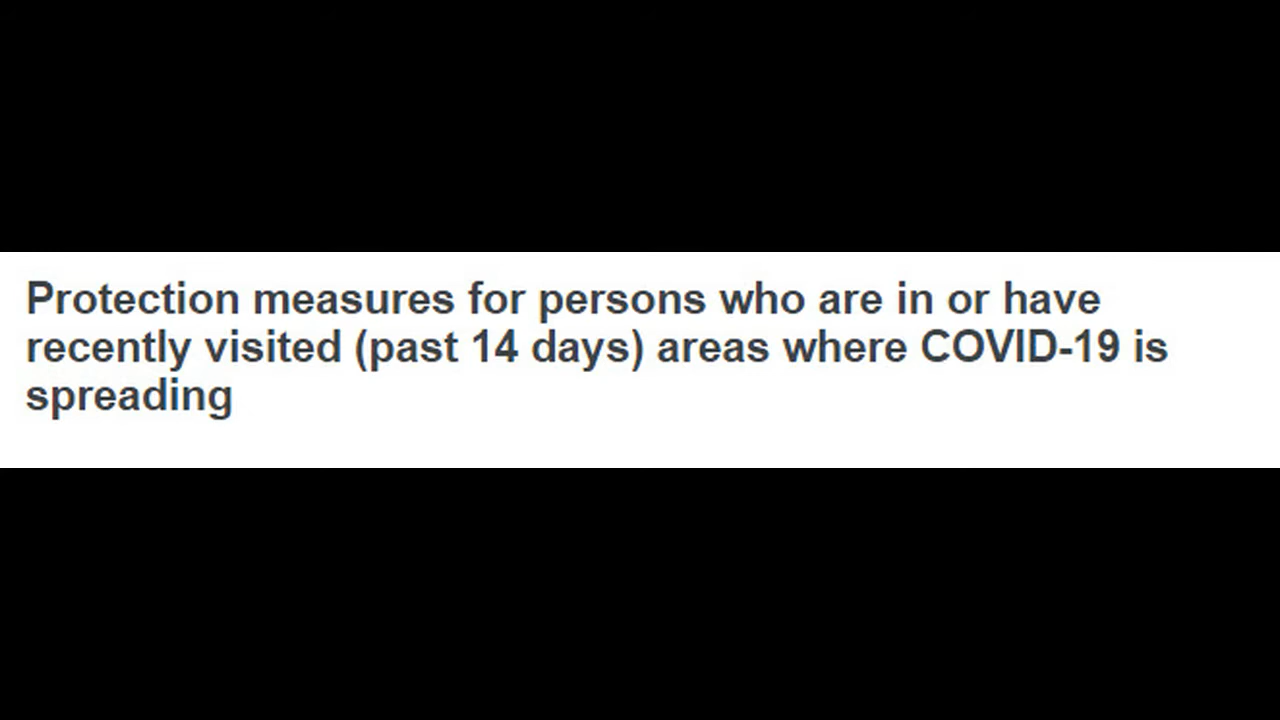 Protection measures for persons who are in or have
recently visited (past 14 days) areas where COVID-19 is
spreading